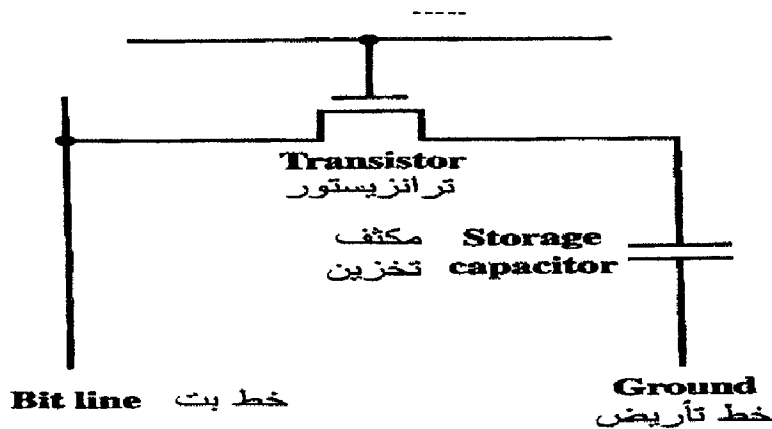 -----
Transistor
ترانزيستور
مكثف Storage
تخزين capacitor
Bit line خط بت
Ground
خط تأريض